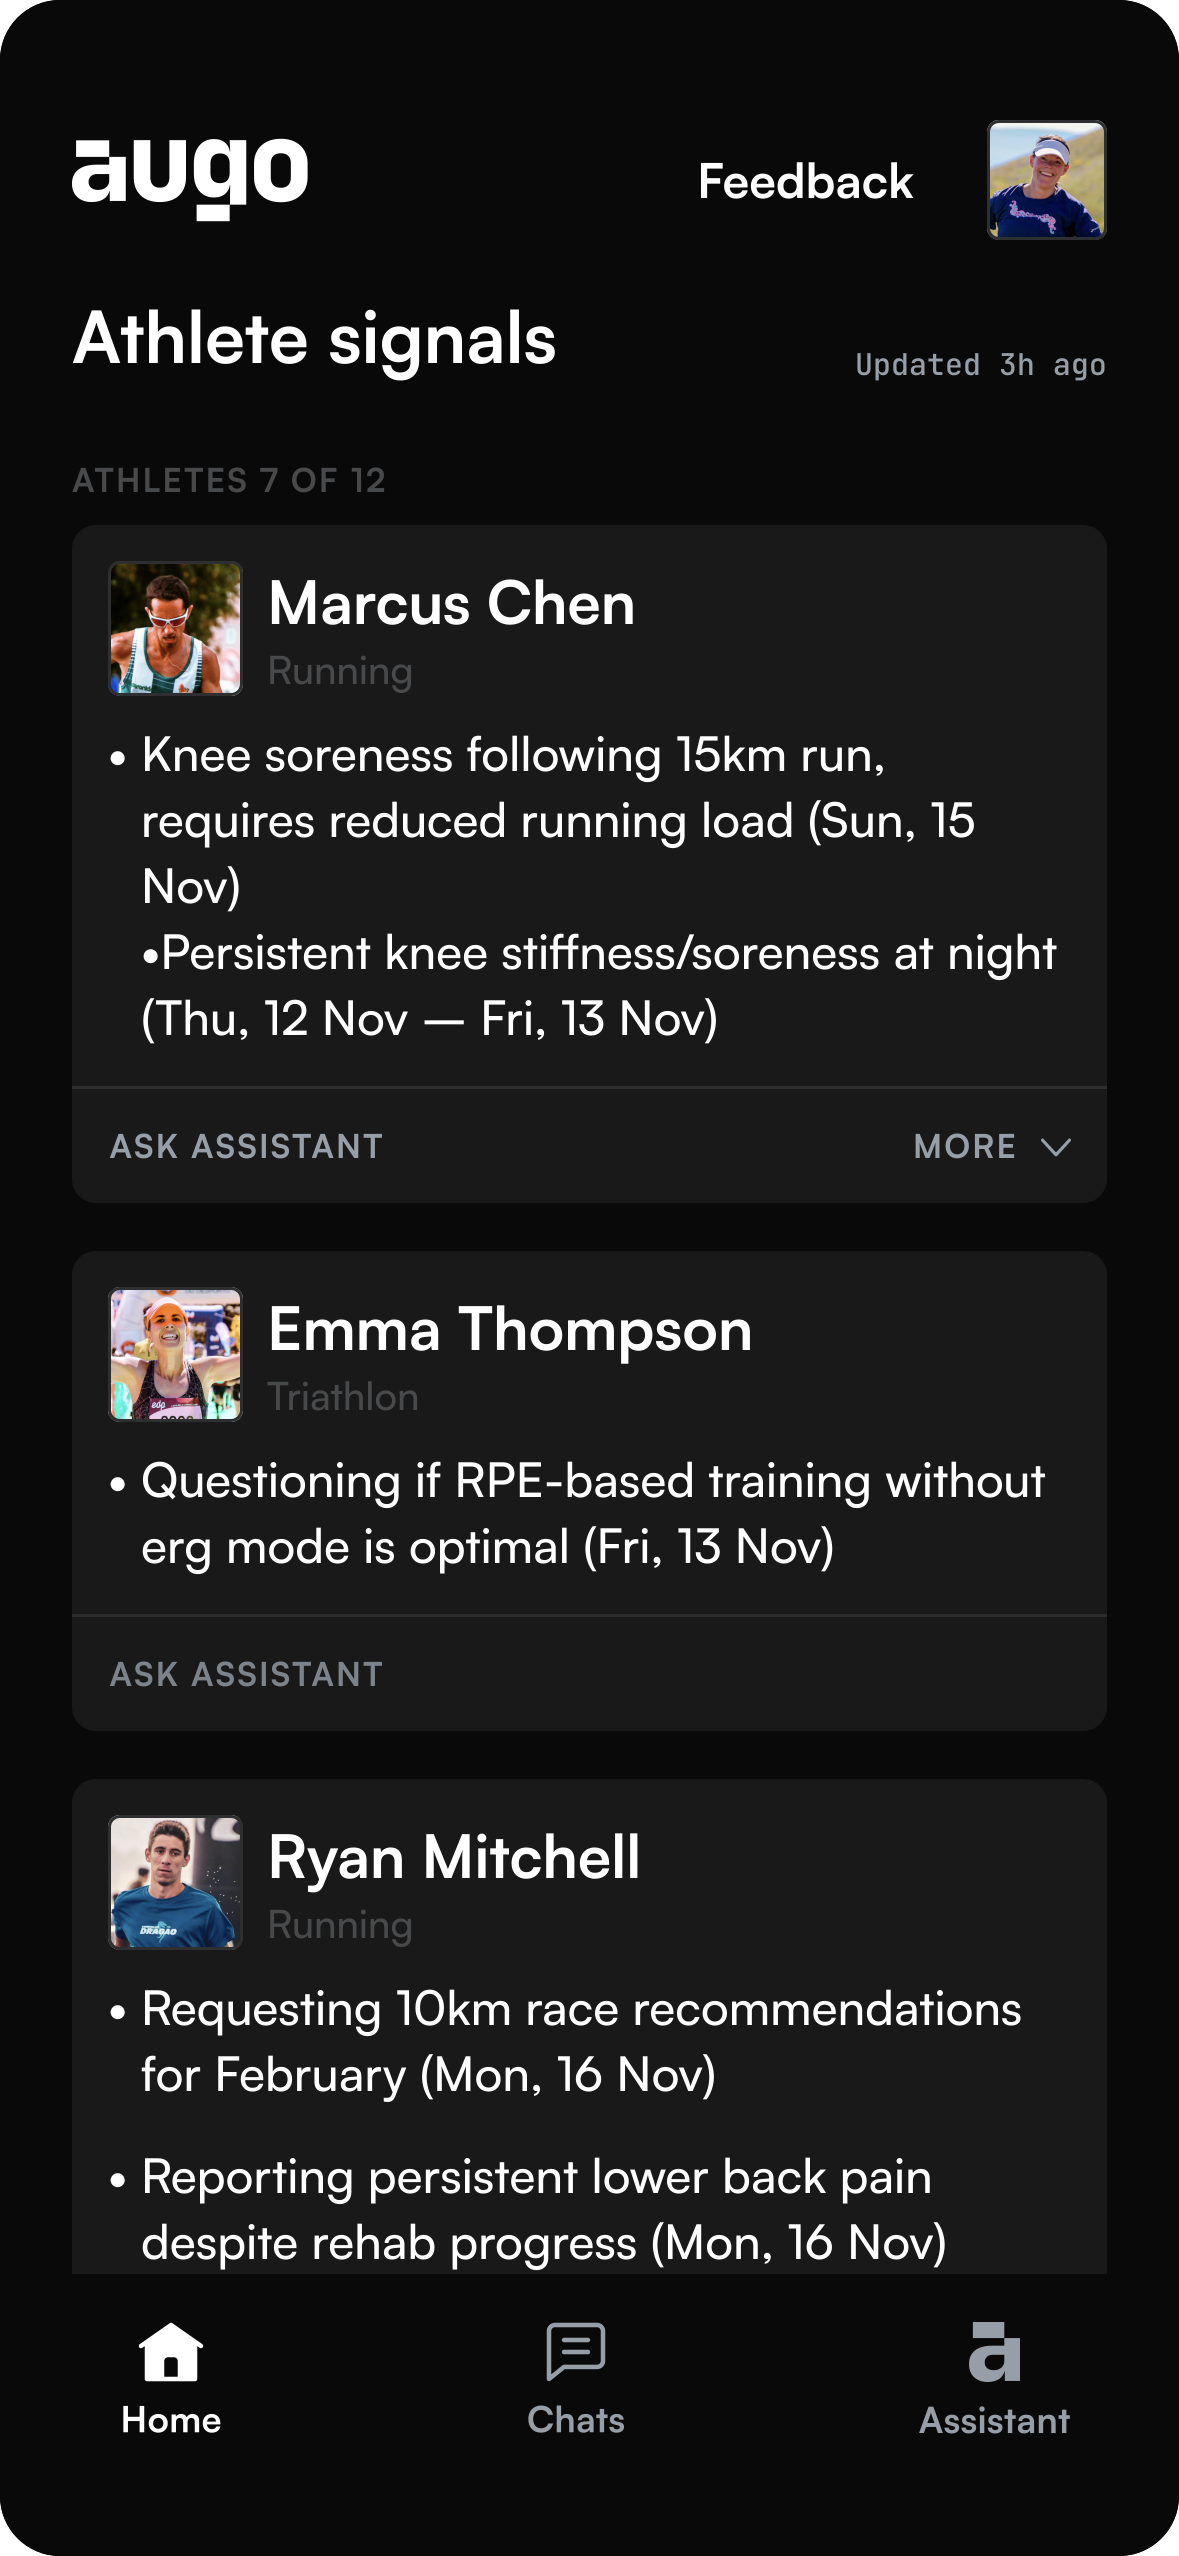 augo
Feedback
Athlete signals
Updated 3h ago
ATHLETES 7 OF 12
Marcus Chen
Running
• Knee soreness following 15km run,
requires reduced running load (Sun, 15
Nov)
•Persistent knee stiffness/soreness at night
(Thu, 12 Nov — Fri, 13 Nov)
ASK ASSISTANT
MORE
Emma Thompson
Triathlon
• Questioning if RPE-based training without
erg mode is optimal (Fri, 13 Nov)
ASK ASSISTANT
DRAGAO
Ryan Mitchell
Running
• Requesting 10km race recommendations
for February (Mon, 16 Nov)
• Reporting persistent lower back pain
despite rehab progress (Mon, 16 Nov)
Home
Chats
a
Assistant